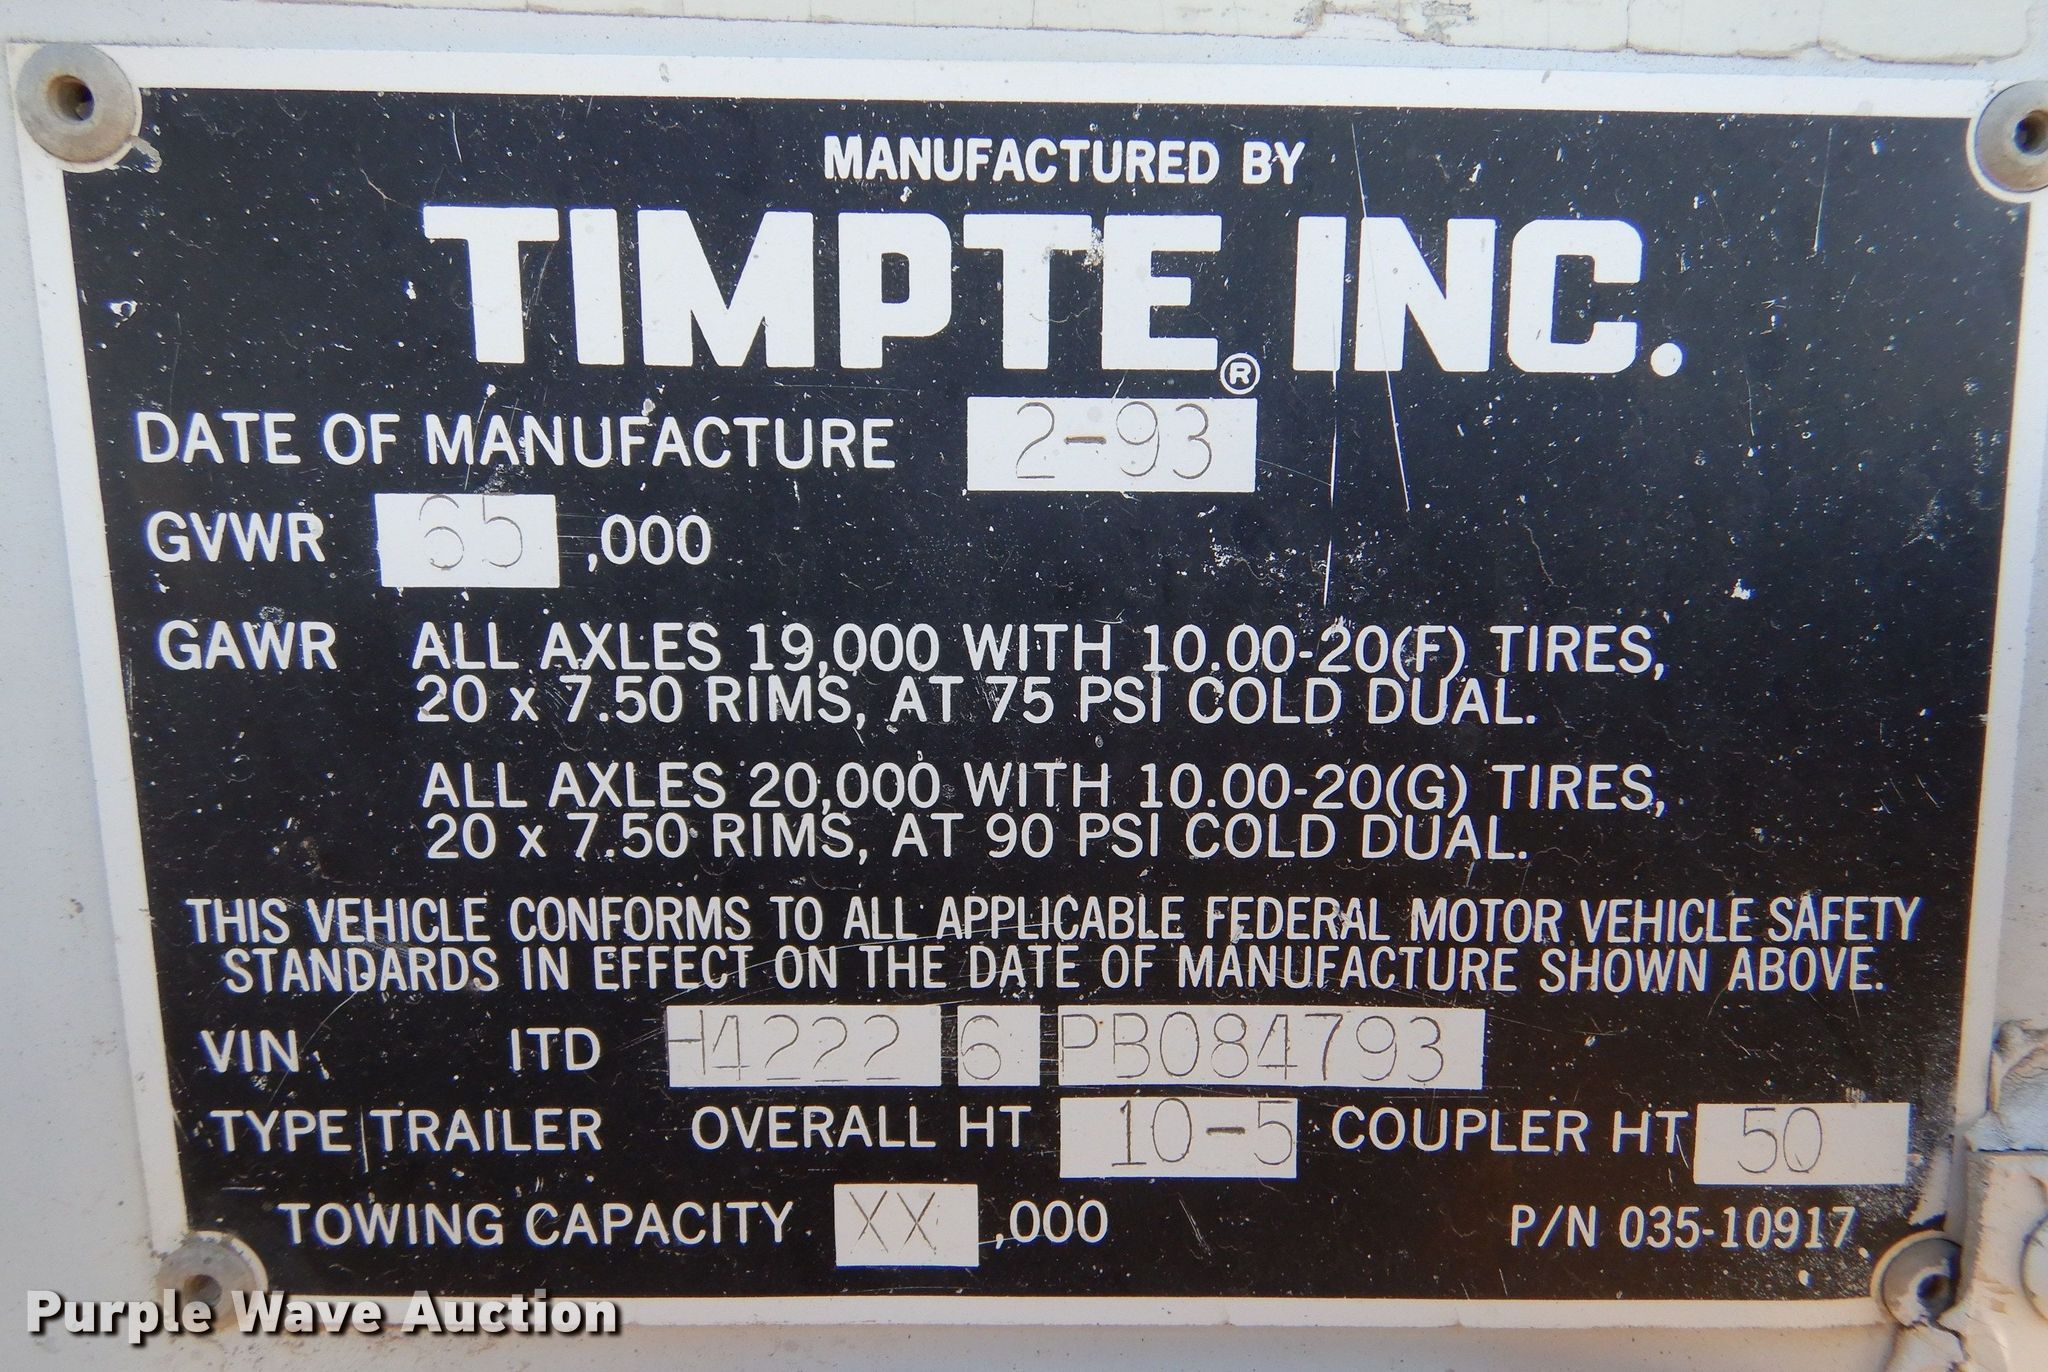 MANUFACTURED BY
TIMPTE® INC.
DATE OF MANUFACTURE 2-93
GVWR 65 ,000
GAWR ALL AXLES 19,000 WITH 10.00-20(F) TIRES,
20 x 7.50 RIMS, AT 75 PSI COLD DUAL.
ALL AXLES 20,000 WITH 10.00-20(G) TIRES,
20 x 7.50 RIMS, AT 90 PSI COLD DUAL.
THIS VEHICLE CONFORMS TO ALL APPLICABLE FEDERAL MOTOR VEHICLE SAFETY
STANDARDS IN EFFECT ON THE DATE OF MANUFACTURE SHOWN ABOVE.
VIN ITD H4222 6 PB084793
TYPE TRAILER OVERALL HT 10-5 COUPLER HT 50
TOWING CAPACITY XX ,000 P/N 035-10917
Purple Wave Auction